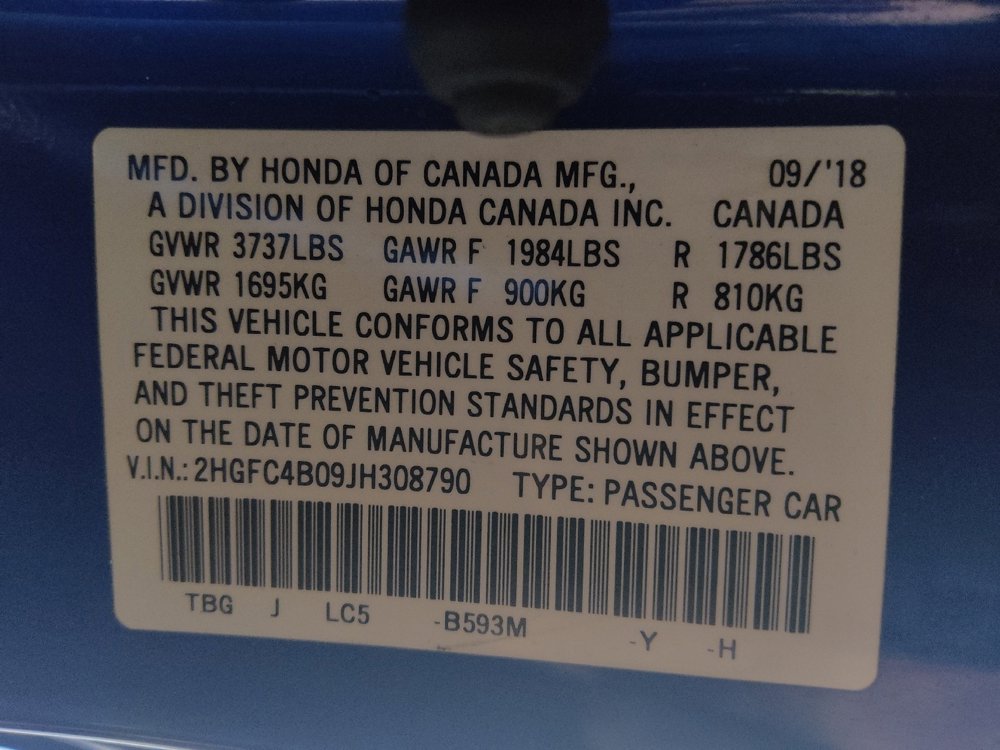 MFD. BY HONDA OF CANADA MFG., 09/'18
A DIVISION OF HONDA CANADA INC. CANADA
GVWR 3737LBS GAWR F 1984LBS R 1786LBS
GVWR 1695KG GAWR F 900KG R 810KG
THIS VEHICLE CONFORMS TO ALL APPLICABLE
FEDERAL MOTOR VEHICLE SAFETY, BUMPER,
AND THEFT PREVENTION STANDARDS IN EFFECT
ON THE DATE OF MANUFACTURE SHOWN ABOVE.
V.I.N.: 2HGFC4B09JH308790 TYPE: PASSENGER CAR
TBG J LC5 -B593M -Y -H